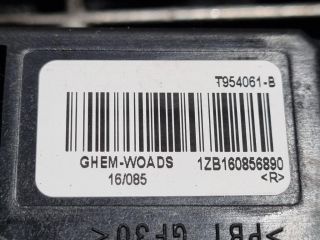 T954061-B
GHEM-WOADS 1ZB160856890
16/085 <R>
>PBT GF30<